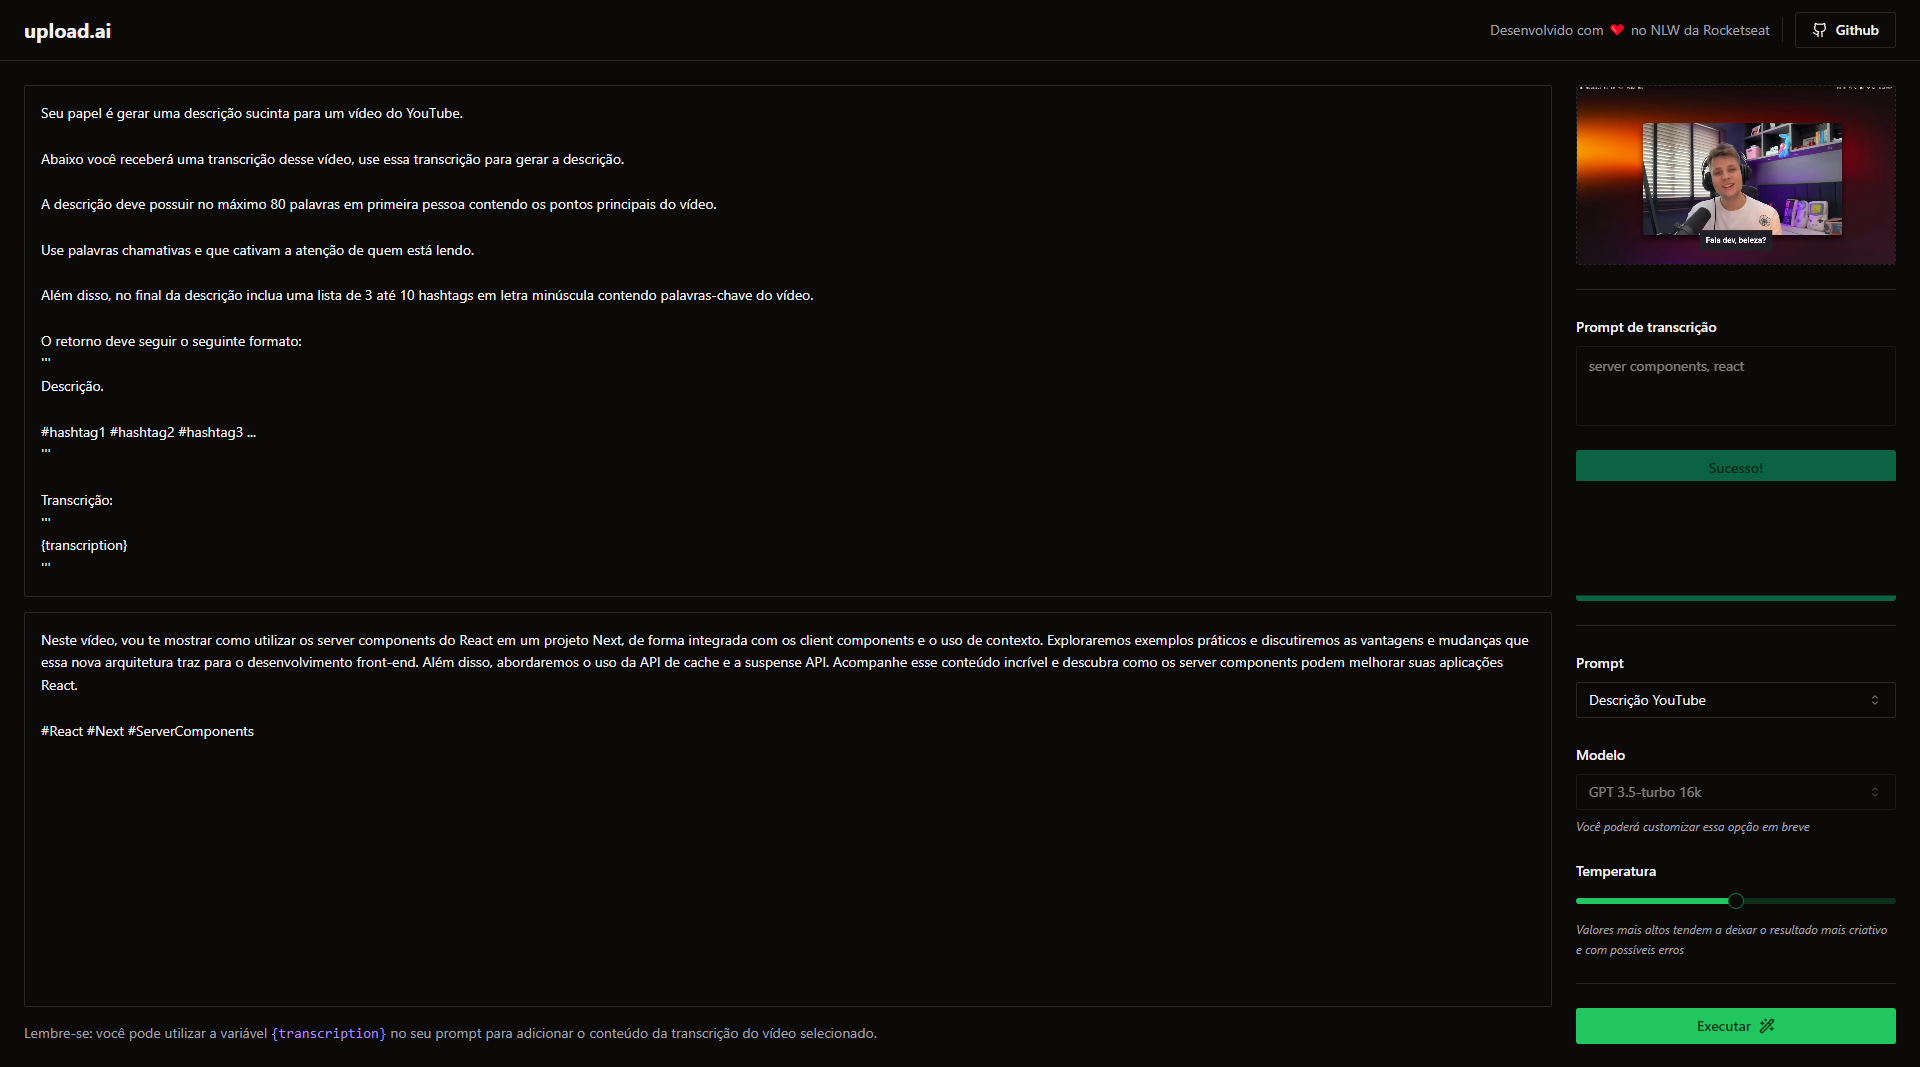 upload.ai
Desenvolvido com ❤️ no NLW da Rocketseat
Github
Seu papel é gerar uma descrição sucinta para um vídeo do YouTube.
Abaixo você receberá uma transcrição desse vídeo, use essa transcrição para gerar a descrição.
A descrição deve possuir no máximo 80 palavras em primeira pessoa contendo os pontos principais do vídeo.
Use palavras chamativas e que cativam a atenção de quem está lendo.
Além disso, no final da descrição inclua uma lista de 3 até 10 hashtags em letra minúscula contendo palavras-chave do vídeo.
O retorno deve seguir o seguinte formato:
'''
Descrição.
#hashtag1 #hashtag2 #hashtag3 ...
'''
Transcrição:
'''
{transcription}
'''
Neste vídeo, vou te mostrar como utilizar os server components do React em um projeto Next, de forma integrada com os client components e o uso de contexto. Exploraremos exemplos práticos e discutiremos as vantagens e mudanças que
essa nova arquitetura traz para o desenvolvimento front-end. Além disso, abordaremos o uso da API de cache e a suspense API. Acompanhe esse conteúdo incrível e descubra como os server components podem melhorar suas aplicações
React.
#React #Next #ServerComponents
Lembre-se: você pode utilizar a variável {transcription} no seu prompt para adicionar o conteúdo da transcrição do vídeo selecionado.
Fala dev, beleza?
Prompt de transcrição
server components, react
Sucesso!
Prompt
Descrição YouTube
Modelo
GPT 3.5-turbo 16k
Você poderá customizar essa opção em breve
Temperatura
Valores mais altos tendem a deixar o resultado mais criativo
e com possíveis erros
Executar